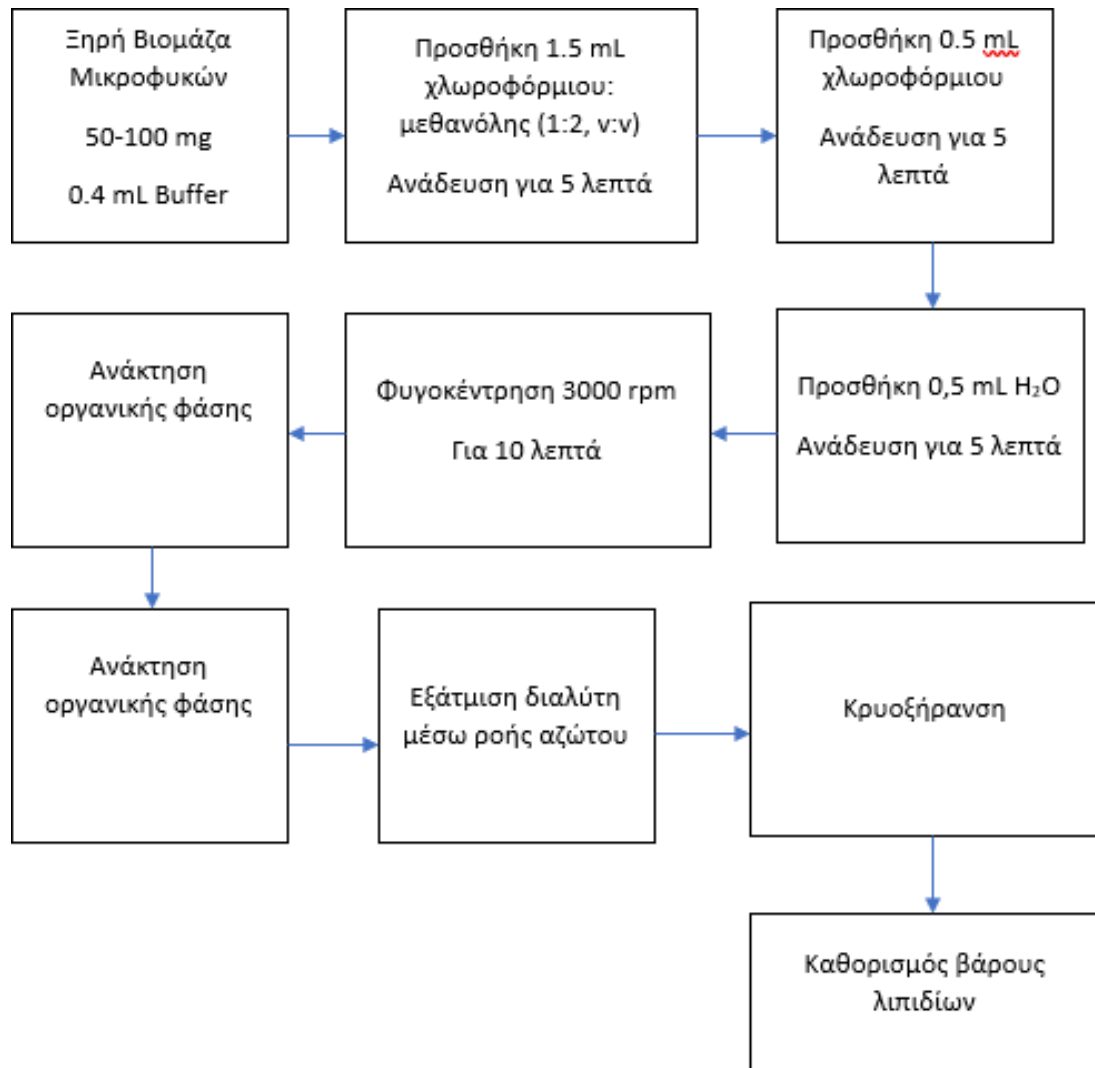 Ξηρή Βιομάζα
Μικροφυκών
50-100 mg
0.4 mL Buffer
Προσθήκη 1.5 mL
χλωροφόρμιου:
μεθανόλης (1:2, v:v)
Ανάδευση για 5 λεπτά
Προσθήκη 0.5 mL
χλωροφόρμιου
Ανάδευση για 5
λεπτά
Προσθήκη 0,5 mL H₂O
Ανάδευση για 5 λεπτά
Φυγοκέντρηση 3000 rpm
Για 10 λεπτά
Ανάκτηση
οργανικής φάσης
Ανάκτηση
οργανικής φάσης
Εξάτμιση διαλύτη
μέσω ροής αζώτου
Κρυοξήρανση
Καθορισμός βάρους
λιπιδίων